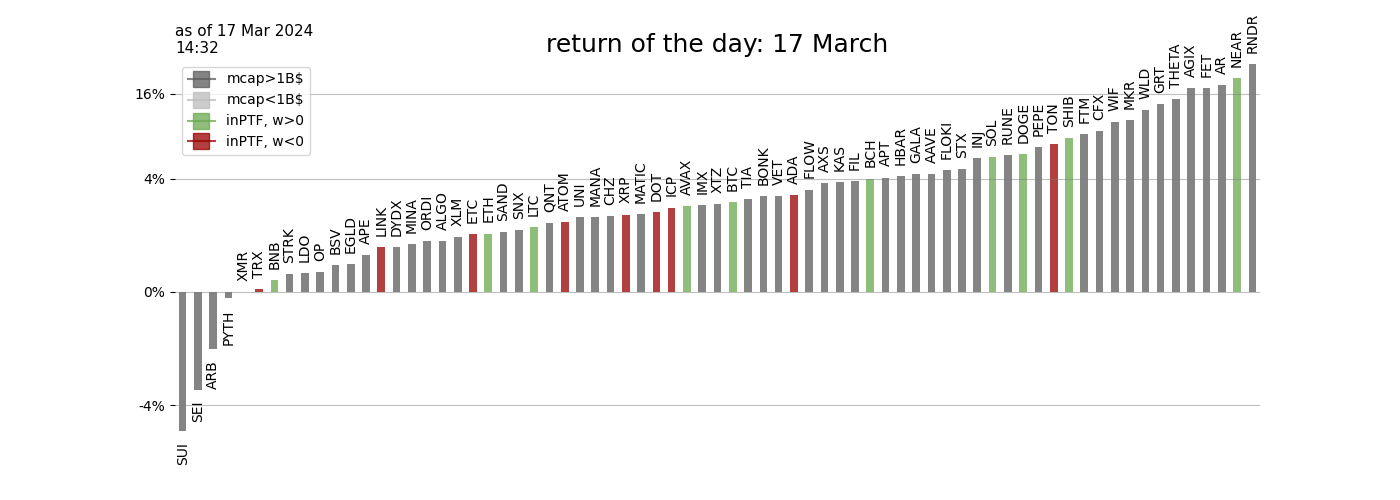 as of 17 Mar 2024
14:32
return of the day: 17 March
mcap>1B$
mcap<1B$
inPTF, w>0
inPTF, w<0
16%
4%
0%
-4%
SUI
SEI
ARB
PYTH
XMR
TRX
BNB
STRK
LDO
OP
BSV
EGLD
APE
LINK
DYDX
MINA
ORDI
ALGO
XLM
ETC
ETH
SAND
SNX
LTC
QNT
ATOM
UNI
MANA
CHZ
XRP
MATIC
DOT
ICP
AVAX
IMX
XTZ
BTC
TIA
BONK
VET
ADA
FLOW
AXS
KAS
FIL
BCH
APT
HBAR
GALA
AAVE
FLOKI
STX
INJ
SOL
RUNE
DOGE
PEPE
TON
SHIB
FTM
CFX
WIF
MKR
WLD
GRT
THETA
AGIX
FET
AR
NEAR
RNDR